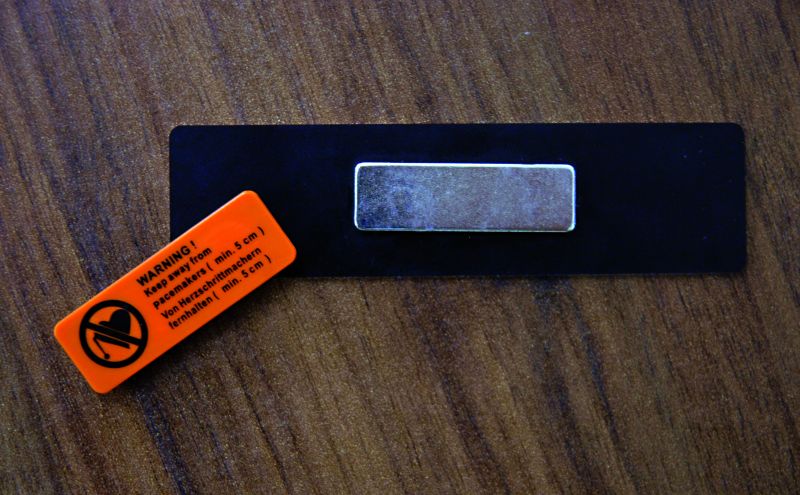 WARNING !
Keep away from
pacemakers ( min. 5 cm )
Von Herzschrittmachern
fernhalten ( min. 5 cm )